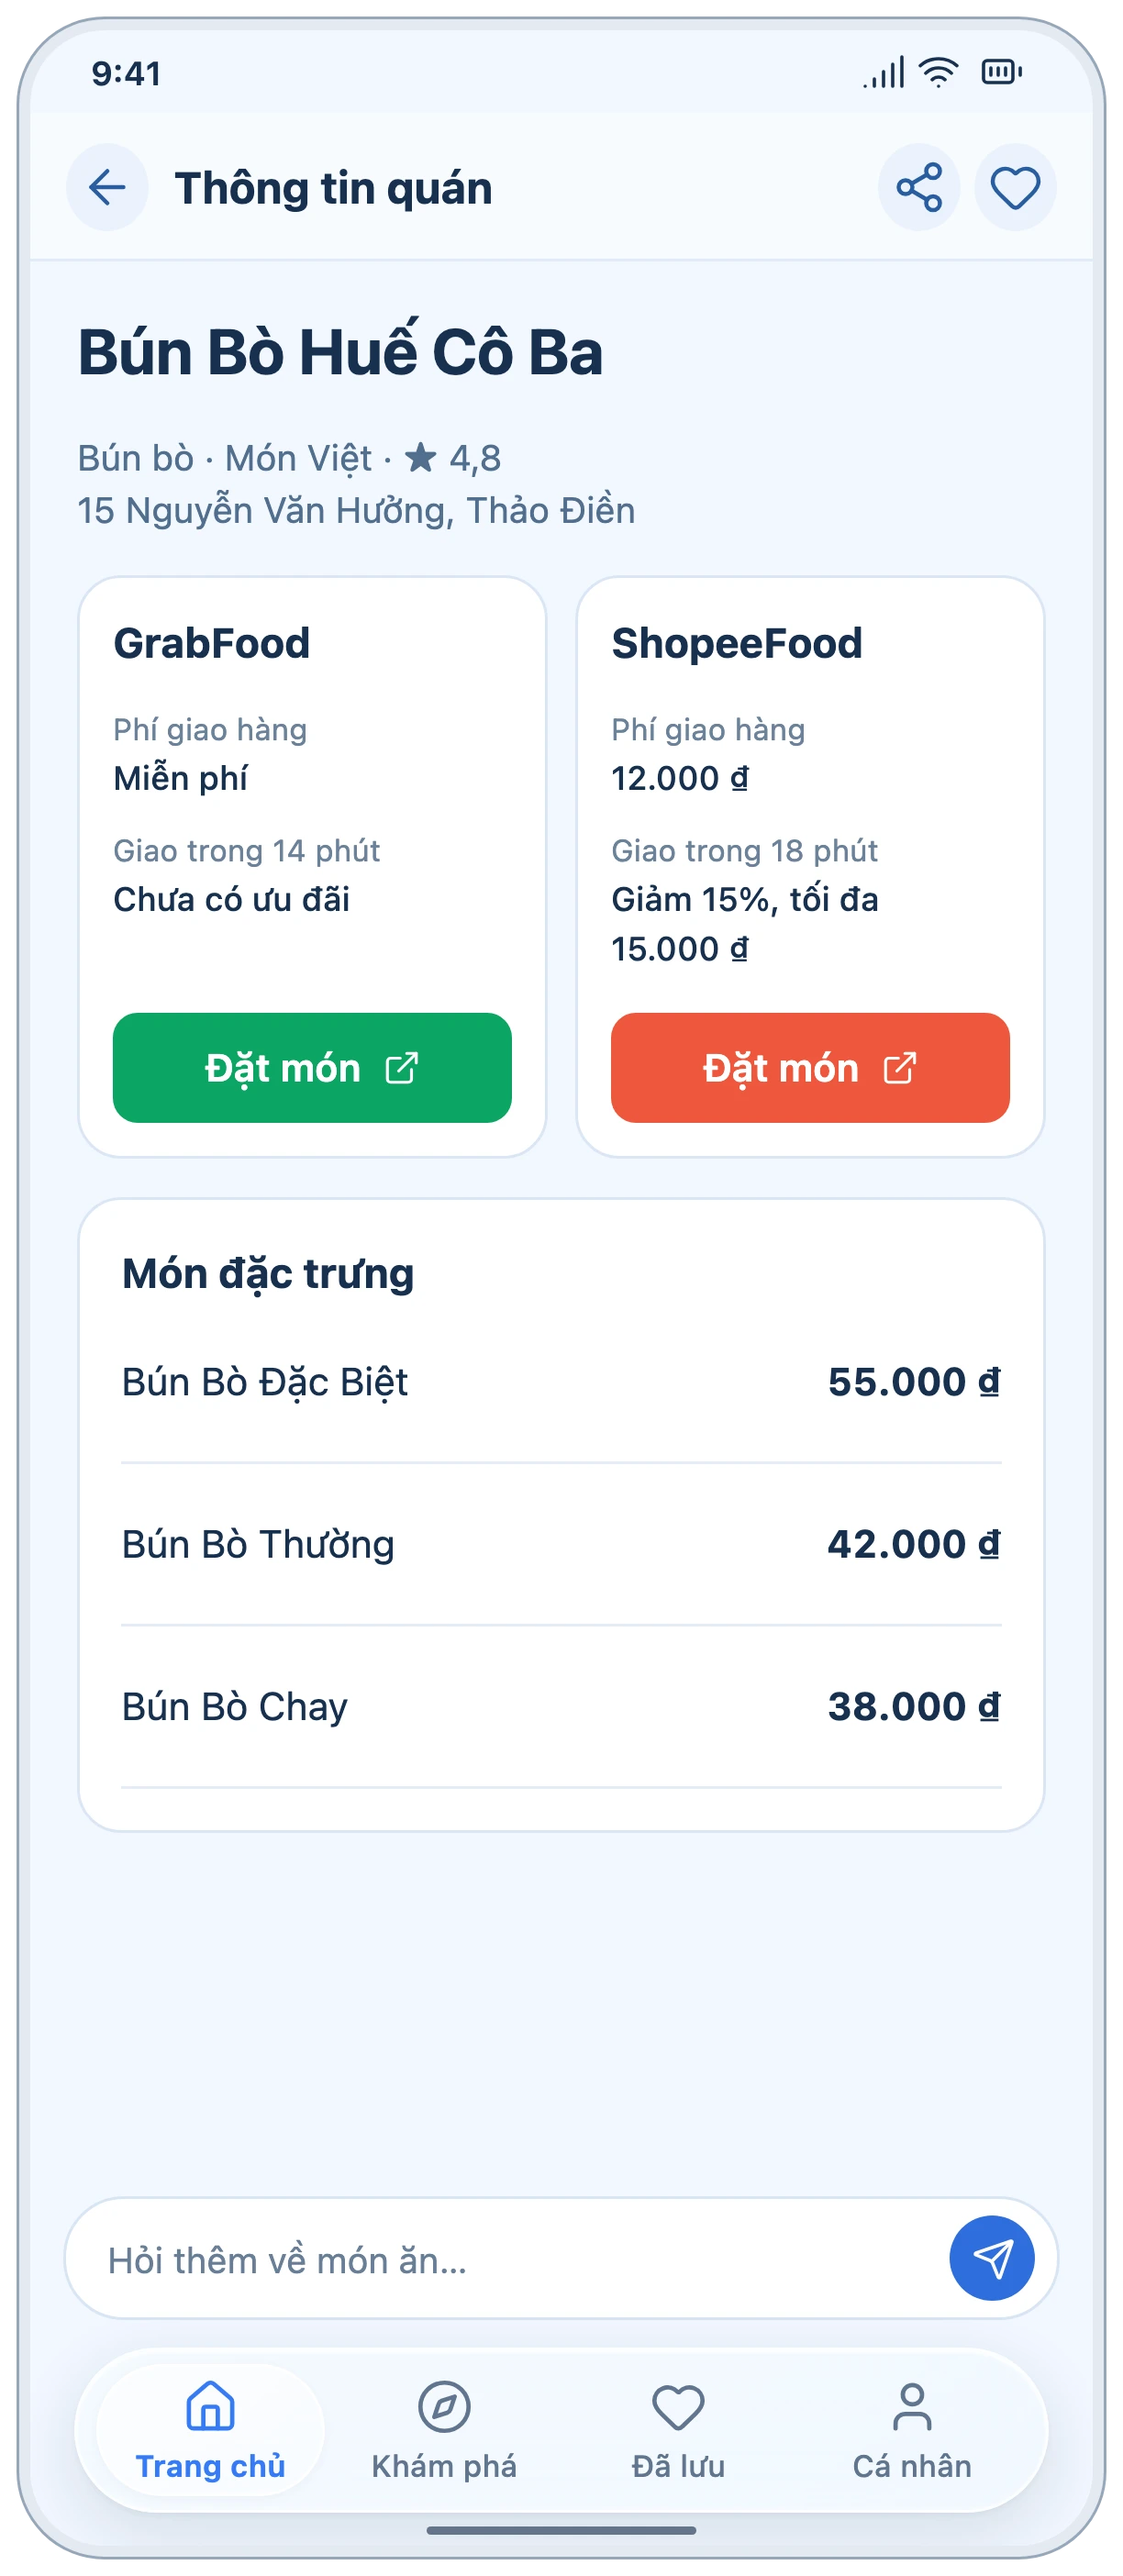 9:41
Thông tin quán
Bún Bò Huế Cô Ba
Bún bò · Món Việt · ★ 4,8
15 Nguyễn Văn Hưởng, Thảo Điền
GrabFood
Phí giao hàng
Miễn phí
Giao trong 14 phút
Chưa có ưu đãi
Đặt món
ShopeeFood
Phí giao hàng
12.000 ₫
Giao trong 18 phút
Giảm 15%, tối đa
15.000 ₫
Đặt món
Món đặc trưng
Bún Bò Đặc Biệt 55.000 ₫
Bún Bò Thường 42.000 ₫
Bún Bò Chay 38.000 ₫
Hỏi thêm về món ăn...
Trang chủ Khám phá Đã lưu Cá nhân